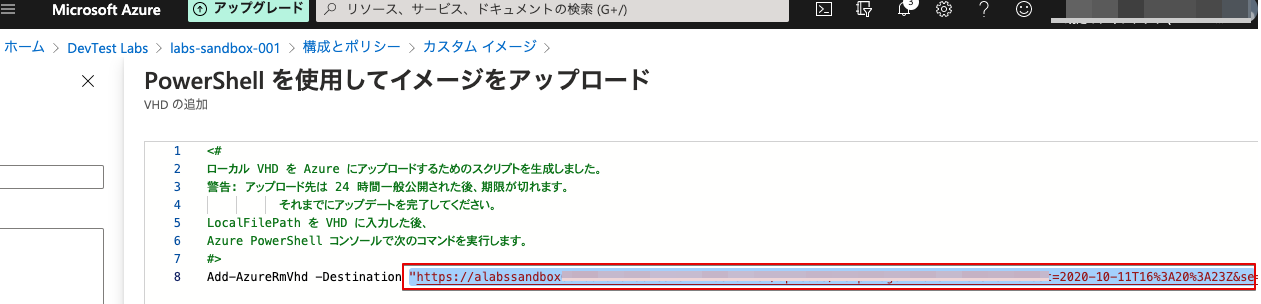 Microsoft Azure
アップグレード
リソース、サービス、ドキュメントの検索 (G+/)
3
ホーム > DevTest Labs > labs-sandbox-001 > 構成とポリシー > カスタム イメージ >
PowerShell を使用してイメージをアップロード
VHD の追加
1 <#
2 ローカル VHD を Azure にアップロードするためのスクリプトを生成しました。
3 警告: アップロード先は 24 時間一般公開された後、期限が切れます。
4 それまでにアップデートを完了してください。
5 LocalFilePath を VHD に入力した後、
6 Azure PowerShell コンソールで次のコマンドを実行します。
7 #>
8 Add-AzureRmVhd -Destination "https://alabssandbox =2020-10-11T16%3A20%3A23Z&se=